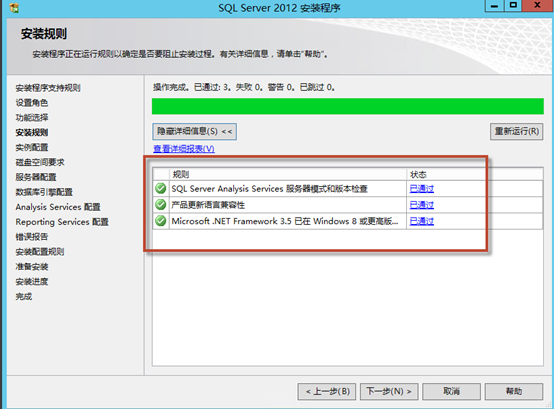 SQL Server 2012 安装程序
安装规则
安装程序正在运行规则以确定是否要阻止安装过程。有关详细信息，请单击“帮助”。
安装程序支持规则
设置角色
功能选择
安装规则
实例配置
磁盘空间要求
服务器配置
数据库引擎配置
Analysis Services 配置
Reporting Services 配置
错误报告
安装配置规则
准备安装
安装进度
完成
操作完成。已通过: 3。失败 0。警告 0。已跳过 0。
隐藏详细信息(S) <<
重新运行(R)
查看详细报表(V)
规则 状态
SQL Server Analysis Services 服务器模式和版本检查 已通过
产品更新语言兼容性 已通过
Microsoft .NET Framework 3.5 已在 Windows 8 或更高版... 已通过
< 上一步(B) 下一步(N) > 取消 帮助